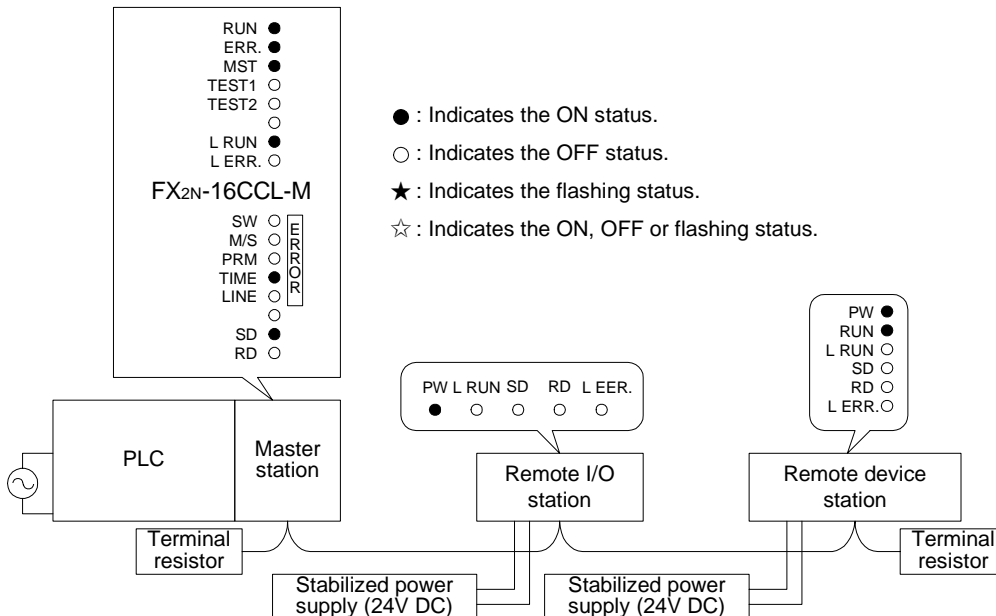 RUN
ERR.
MST
TEST1
TEST2
L RUN
L ERR.
FX2N-16CCL-M
SW
M/S
PRM
TIME
LINE
ERROR
SD
RD
● : Indicates the ON status.
○ : Indicates the OFF status.
★ : Indicates the flashing status.
☆ : Indicates the ON, OFF or flashing status.
PW L RUN SD RD L EER.
PW
RUN
L RUN
SD
RD
L ERR.
PLC
Master
station
Remote I/O
station
Remote device
station
Terminal
resistor
Terminal
resistor
Stabilized power
supply (24V DC)
Stabilized power
supply (24V DC)